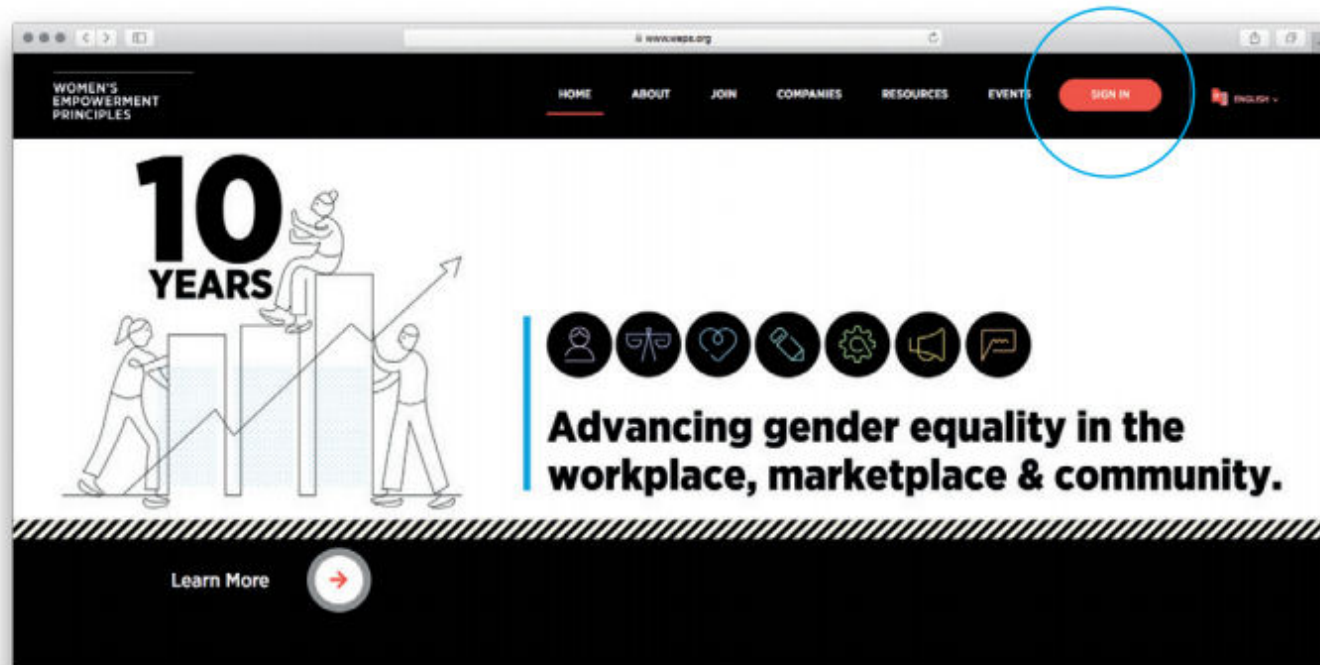 www.weps.org
WOMEN'S
EMPOWERMENT
PRINCIPLES
HOME ABOUT JOIN COMPANIES RESOURCES EVENTS SIGN IN ENGLISH
10
YEARS
Advancing gender equality in the
workplace, marketplace & community.
Learn More